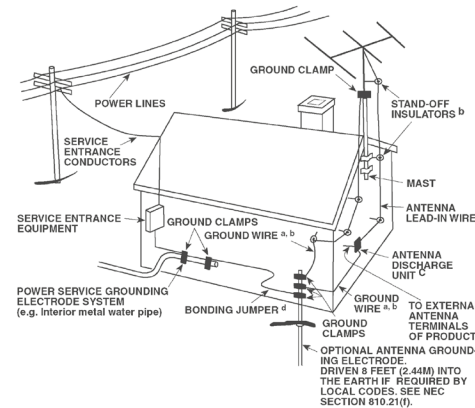 GROUND CLAMP
POWER LINES
STAND-OFF
INSULATORS b
SERVICE
ENTRANCE
CONDUCTORS
MAST
ANTENNA
LEAD-IN WIRE
SERVICE ENTRANCE
EQUIPMENT
GROUND CLAMPS
GROUND WIRE a, b
ANTENNA
DISCHARGE
UNIT C
POWER SERVICE GROUNDING
ELECTRODE SYSTEM
(e.g. Interior metal water pipe)
BONDING JUMPER d
GROUND
WIRE a, b
TO EXTERNA
ANTENNA
TERMINALS
OF PRODUCT
GROUND
CLAMPS
OPTIONAL ANTENNA GROUND-
ING ELECTRODE.
DRIVEN 8 FEET (2.44M) INTO
THE EARTH IF REQUIRED BY
LOCAL CODES. SEE NEC
SECTION 810.21(f).